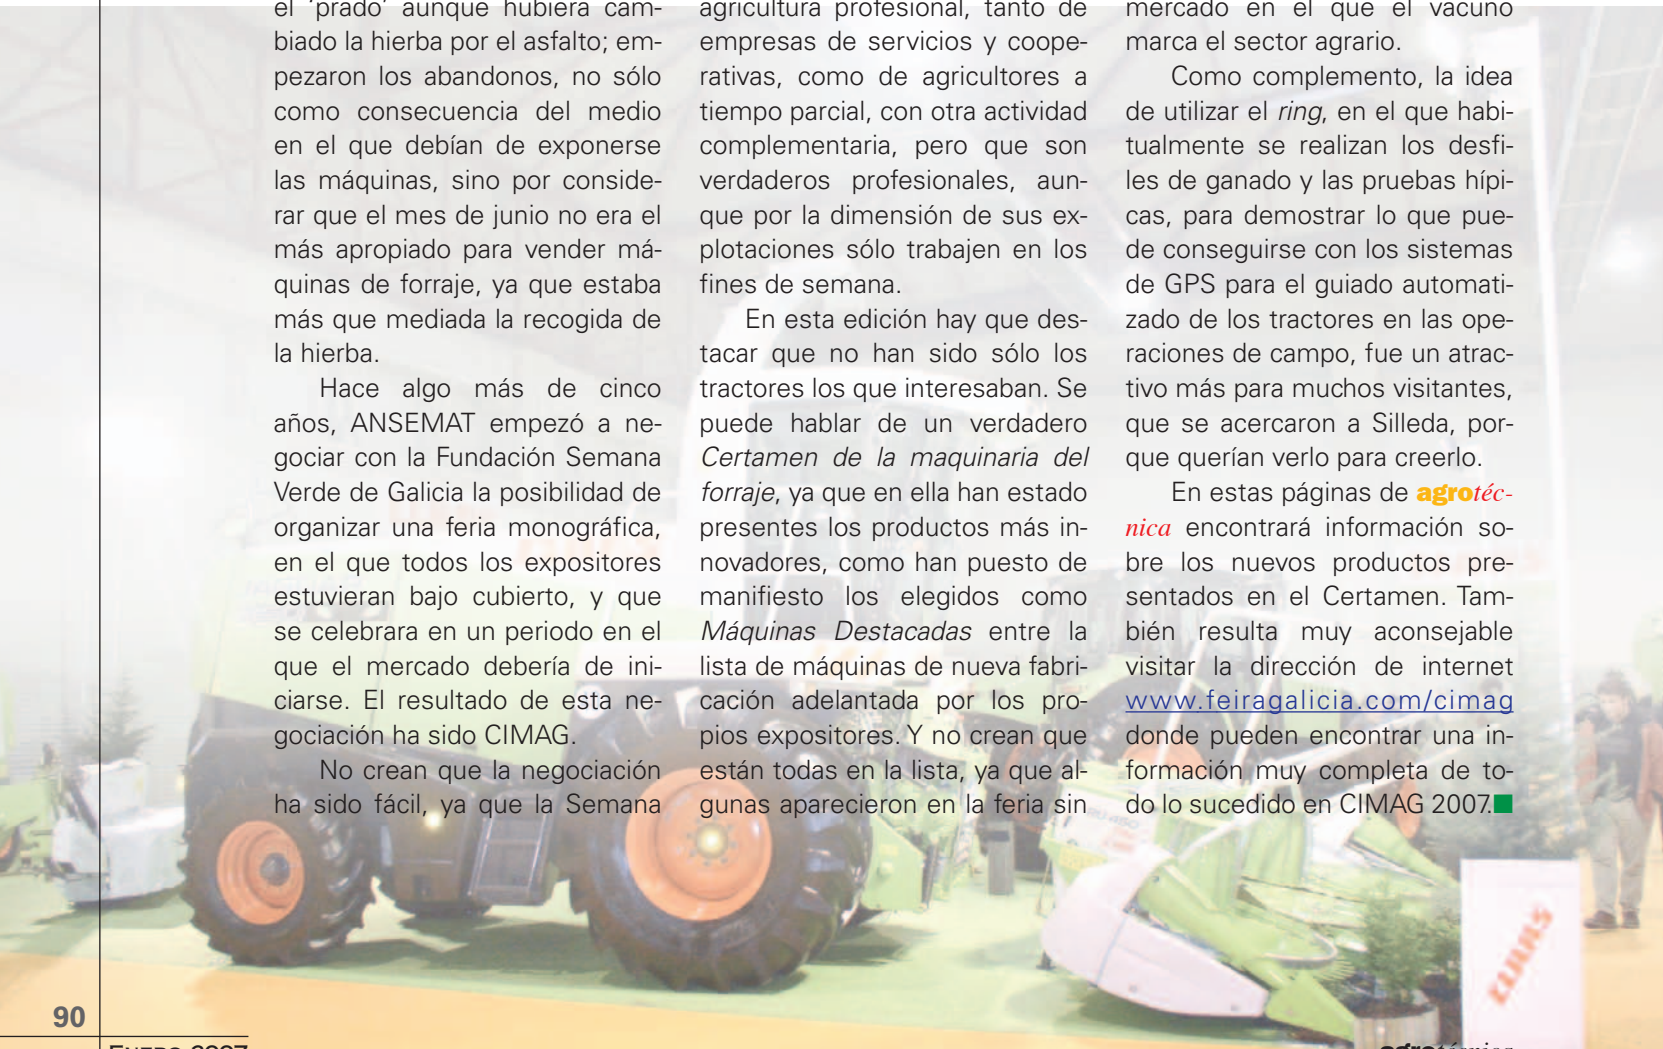 el 'prado' aunque hubiera cam-
biado la hierba por el asfalto; em-
pezaron los abandonos, no sólo
como consecuencia del medio
en el que debían de exponerse
las máquinas, sino por conside-
rar que el mes de junio no era el
más apropiado para vender má-
quinas de forraje, ya que estaba
más que mediada la recogida de
la hierba.
Hace algo más de cinco
años, ANSEMAT empezó a ne-
gociar con la Fundación Semana
Verde de Galicia la posibilidad de
organizar una feria monográfica,
en el que todos los expositores
estuvieran bajo cubierto, y que
se celebrara en un periodo en el
que el mercado debería de ini-
ciarse. El resultado de esta ne-
gociación ha sido CIMAG.
No crean que la negociación
ha sido fácil, ya que la Semana
agricultura profesional, tanto de
empresas de servicios y coope-
rativas, como de agricultores a
tiempo parcial, con otra actividad
complementaria, pero que son
verdaderos profesionales, aun-
que por la dimensión de sus ex-
plotaciones sólo trabajen en los
fines de semana.
En esta edición hay que des-
tacar que no han sido sólo los
tractores los que interesaban. Se
puede hablar de un verdadero
Certamen de la maquinaria del
forraje, ya que en ella han estado
presentes los productos más in-
novadores, como han puesto de
manifiesto los elegidos como
Máquinas Destacadas entre la
lista de máquinas de nueva fabri-
cación adelantada por los pro-
pios expositores. Y no crean que
están todas en la lista, ya que al-
gunas aparecieron en la feria sin
mercado en el que el vacuno
marca el sector agrario.
Como complemento, la idea
de utilizar el ring, en el que habi-
tualmente se realizan los desfi-
les de ganado y las pruebas hípi-
cas, para demostrar lo que pue-
de conseguirse con los sistemas
de GPS para el guiado automati-
zado de los tractores en las ope-
raciones de campo, fue un atrac-
tivo más para muchos visitantes,
que se acercaron a Silleda, por-
que querían verlo para creerlo.
En estas páginas de agrotéc-
nica encontrará información so-
bre los nuevos productos pre-
sentados en el Certamen. Tam-
bién resulta muy aconsejable
visitar la dirección de internet
www.feiragalicia.com/cimag
donde pueden encontrar una in-
formación muy completa de to-
do lo sucedido en CIMAG 2007.
CLAAS
90
ENERO 2007
agrotécnica